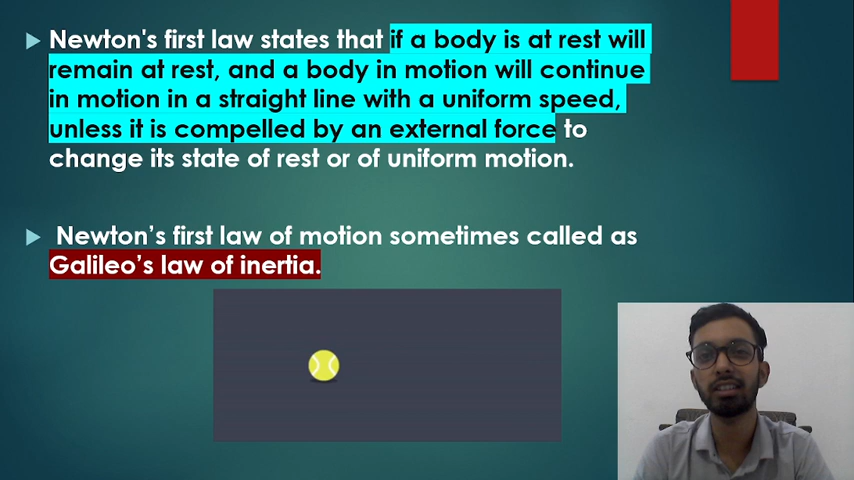 Newton's first law states that if a body is at rest will
remain at rest, and a body in motion will continue
in motion in a straight line with a uniform speed,
unless it is compelled by an external force to
change its state of rest or of uniform motion.
Newton’s first law of motion sometimes called as
Galileo’s law of inertia.